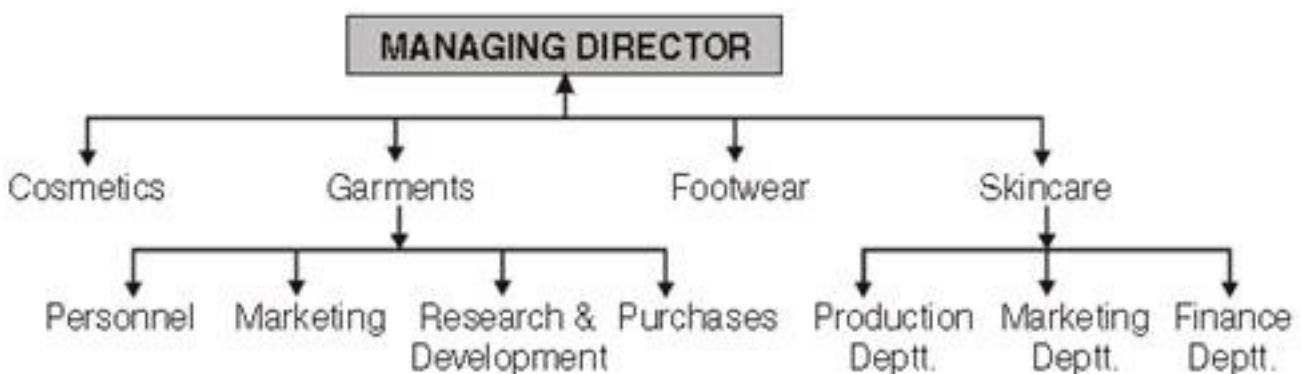 MANAGING DIRECTOR
Cosmetics
Garments
Footwear
Skincare
Personnel
Marketing
Research &
Development
Purchases
Production
Deptt.
Marketing
Deptt.
Finance
Deptt.